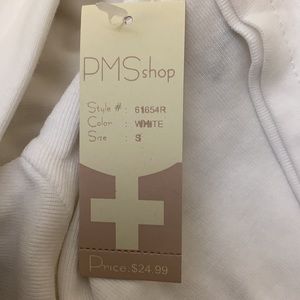 PMSshop
Style # : 61654R
Color : WHITE
Size : S
Price:$24.99